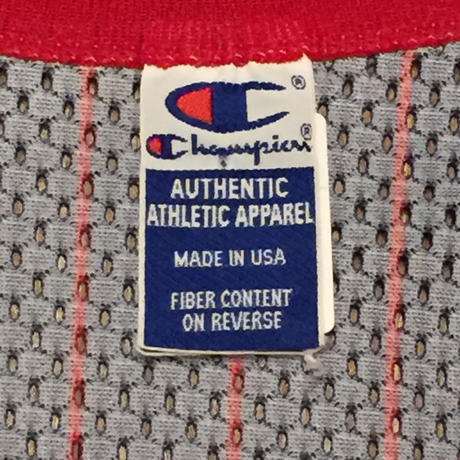 ®
Champion®
AUTHENTIC
ATHLETIC APPAREL
MADE IN USA
FIBER CONTENT
ON REVERSE